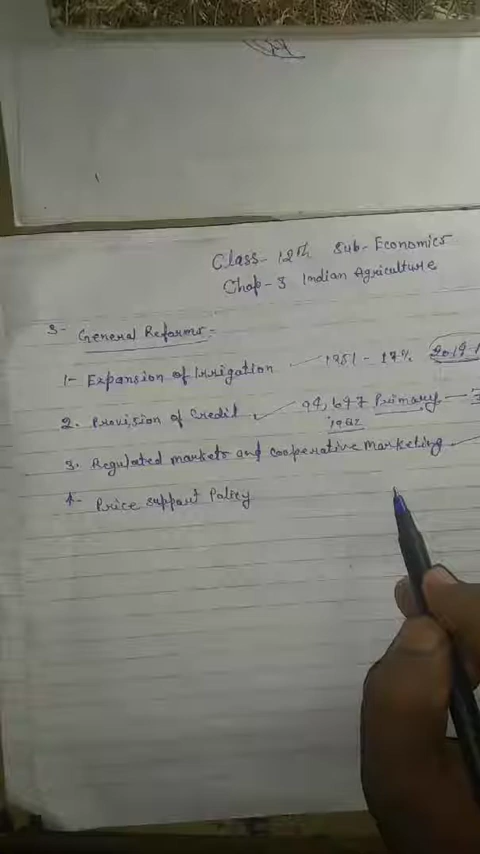 Class- 12th Sub- Economics
Chap- 3 Indian Agriculture
3- General Reforms-
1- Expansion of Irrigation 1951 - 17% 2019-
2. Provision of Credit 94,647 Primary
3. Regulated markets and cooperative marketing
4- Price support Policy